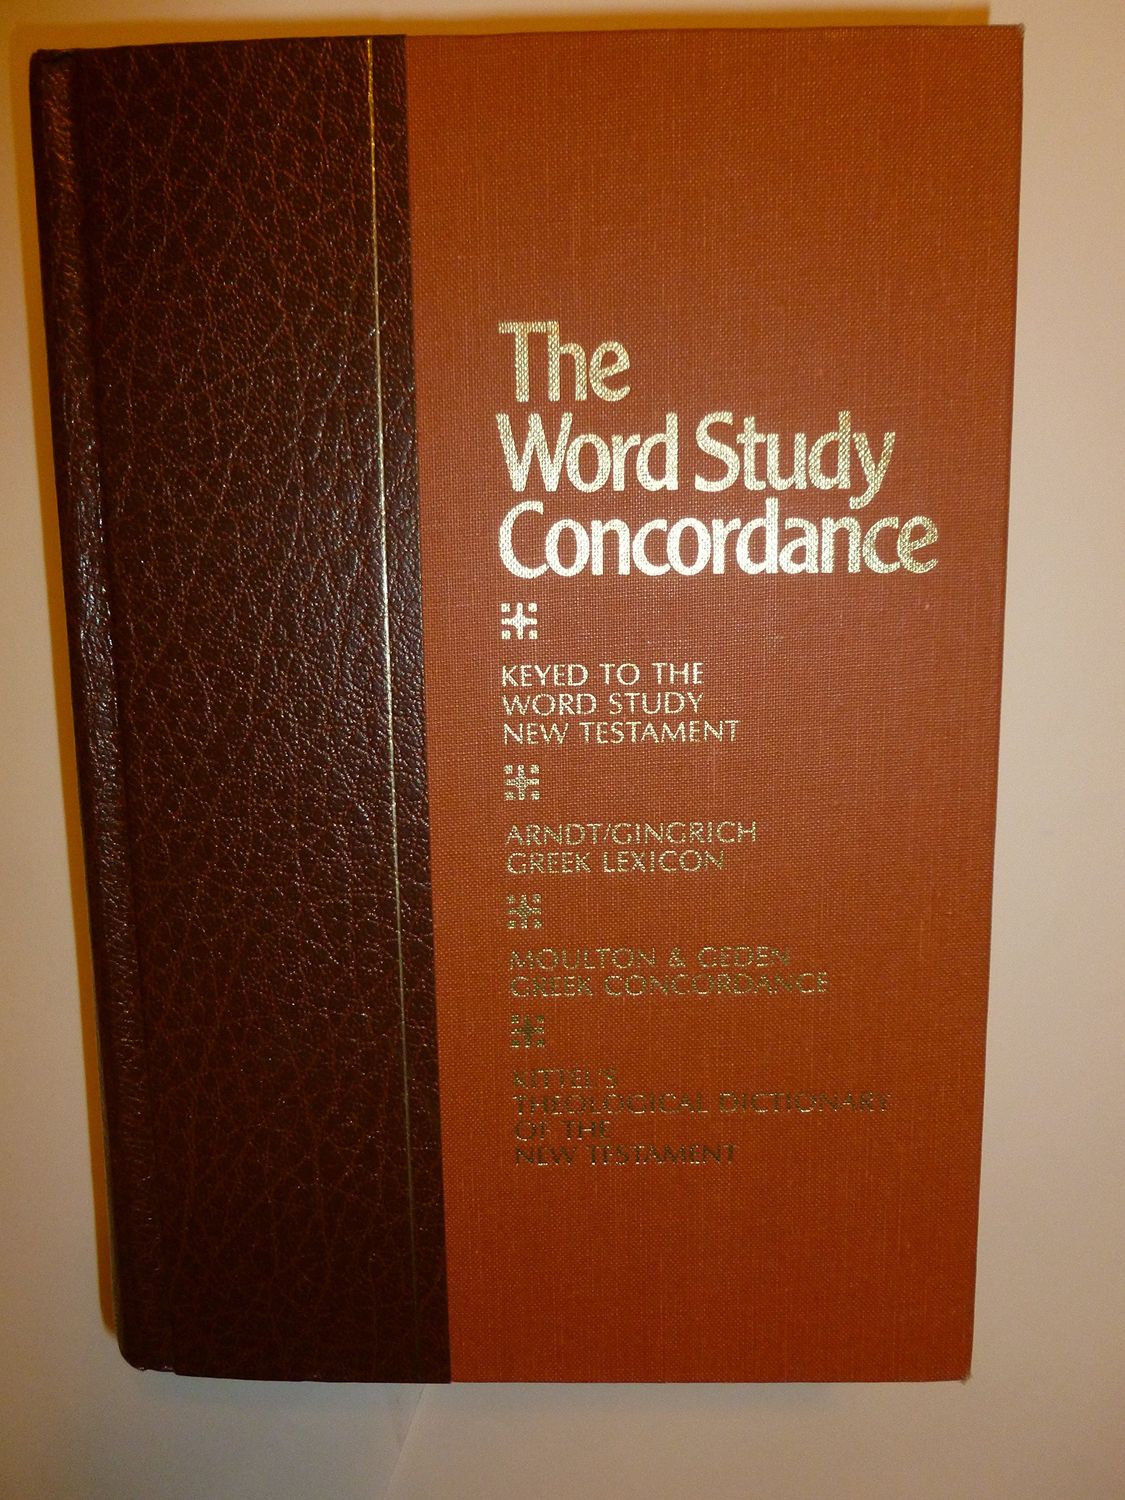 The
Word Study
Concordance
KEYED TO THE
WORD STUDY
NEW TESTAMENT
ARNDT/GINGRICH
GREEK LEXICON
MOULTON & GEDEN
GREEK CONCORDANCE
KITTEL'S
THEOLOGICAL DICTIONARY
OF THE
NEW TESTAMENT